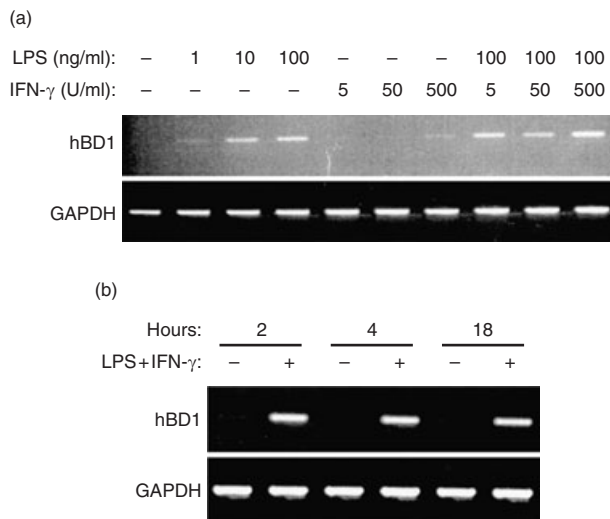 (a)
LPS (ng/ml): – 1 10 100 – – – 100 100 100
IFN-γ (U/ml): – – – – 5 50 500 5 50 500
hBD1
GAPDH
(b)
Hours: 2 4 18
LPS+IFN-γ: – + – + – +
hBD1
GAPDH